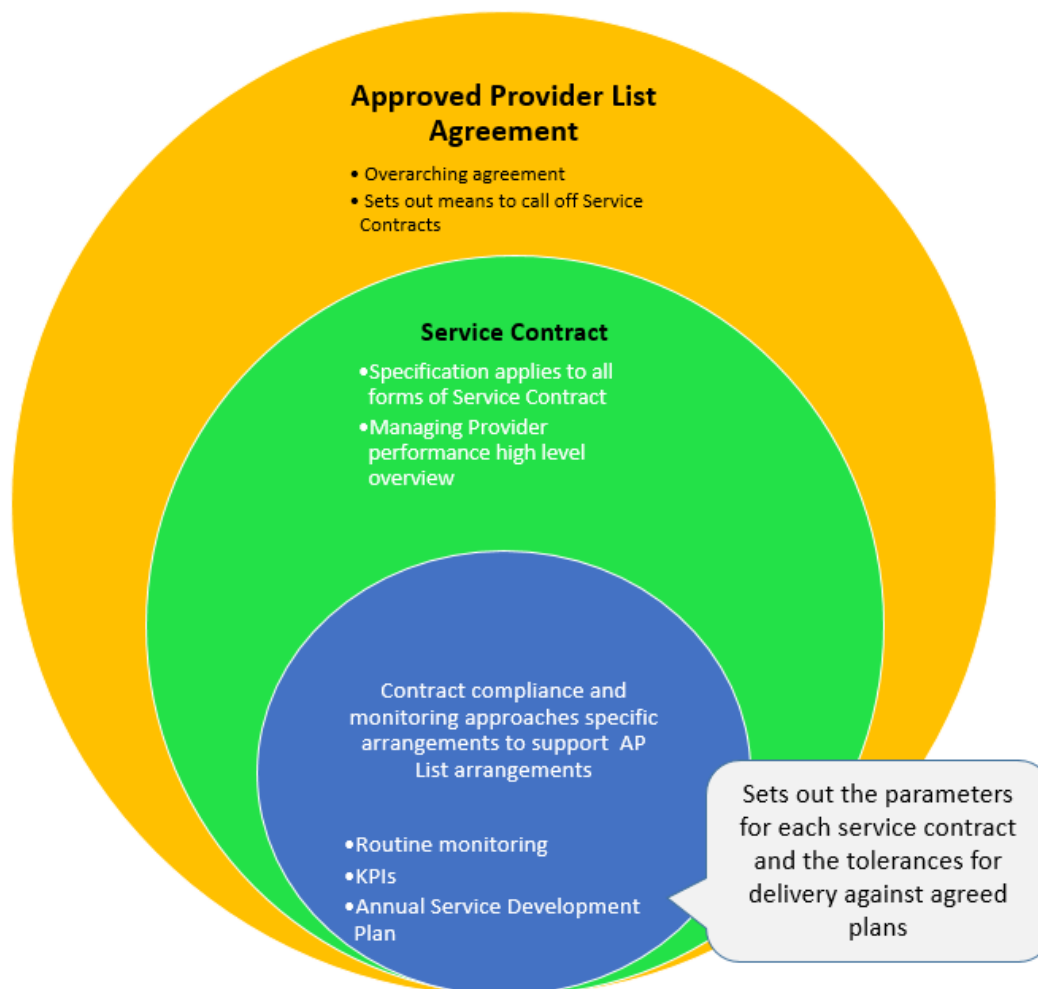 Approved Provider List
Agreement
• Overarching agreement
• Sets out means to call off Service
Contracts
Service Contract
•Specification applies to all
forms of Service Contract
•Managing Provider
performance high level
overview
Contract compliance and
monitoring approaches specific
arrangements to support AP
List arrangements
•Routine monitoring
•KPIs
•Annual Service Development
Plan
Sets out the parameters
for each service contract
and the tolerances for
delivery against agreed
plans